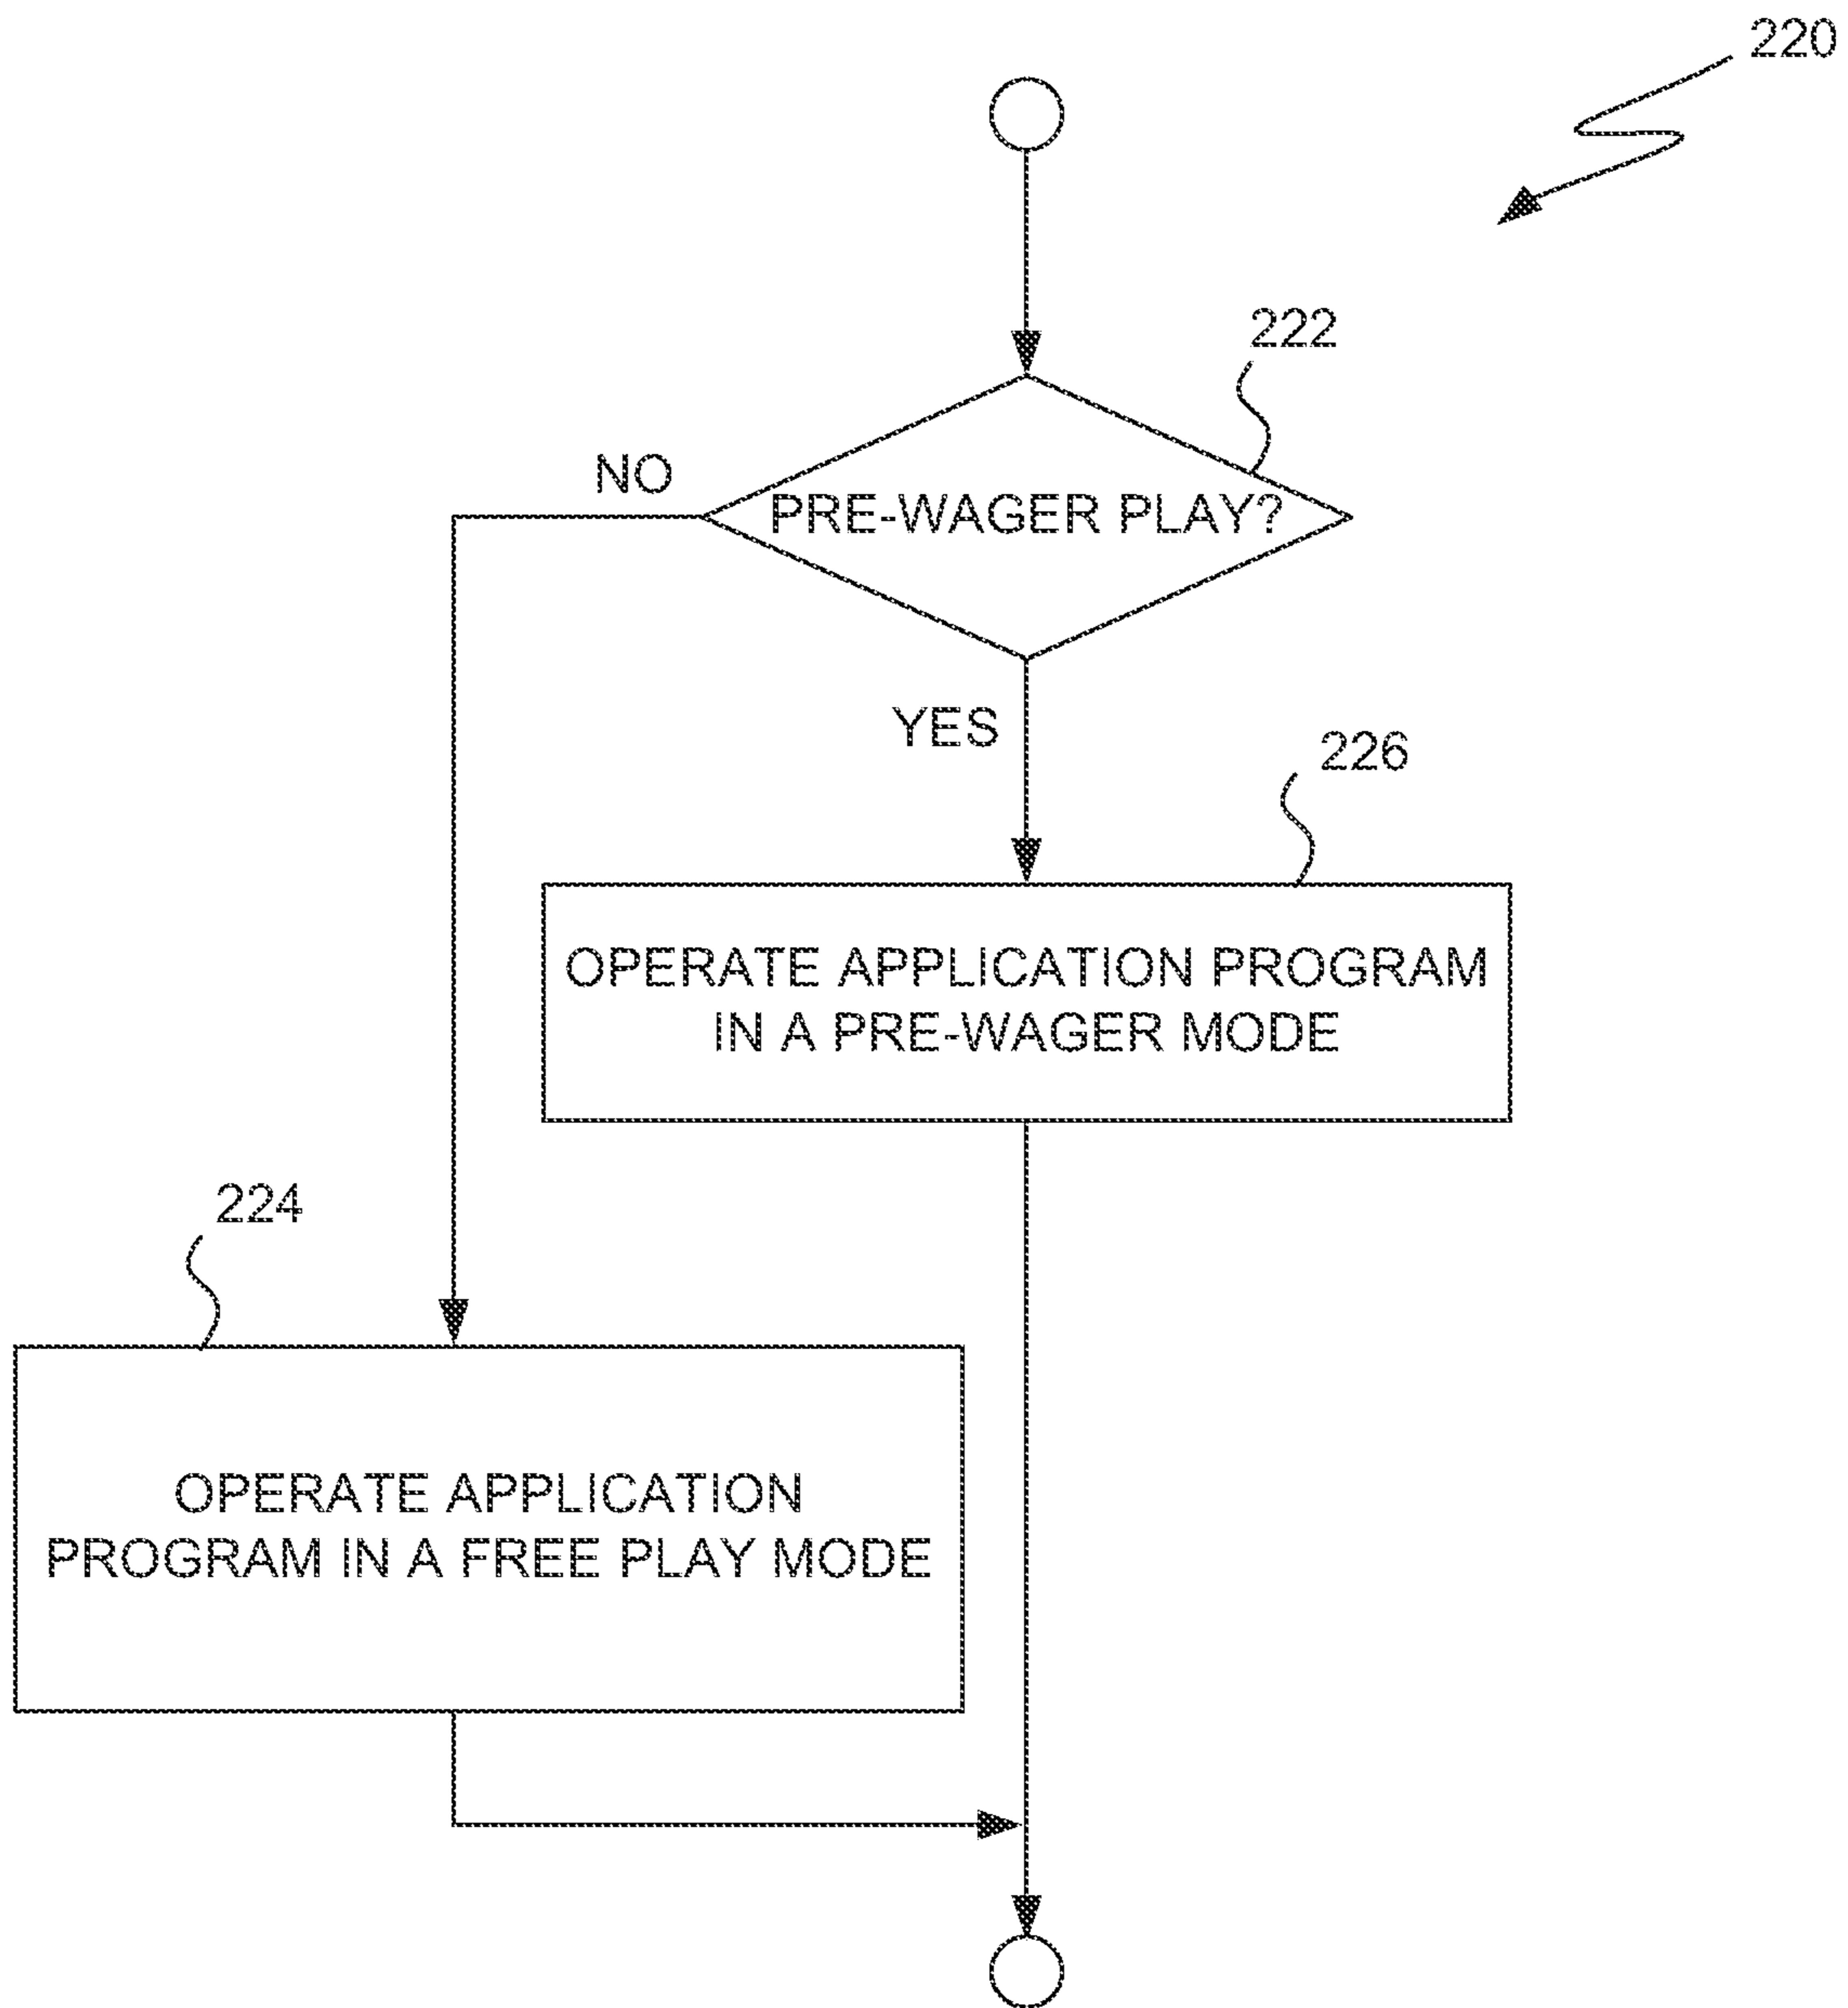 220
222
NO
PRE-WAGER PLAY?
YES
226
OPERATE APPLICATION PROGRAM
IN A PRE-WAGER MODE
224
OPERATE APPLICATION
PROGRAM IN A FREE PLAY MODE